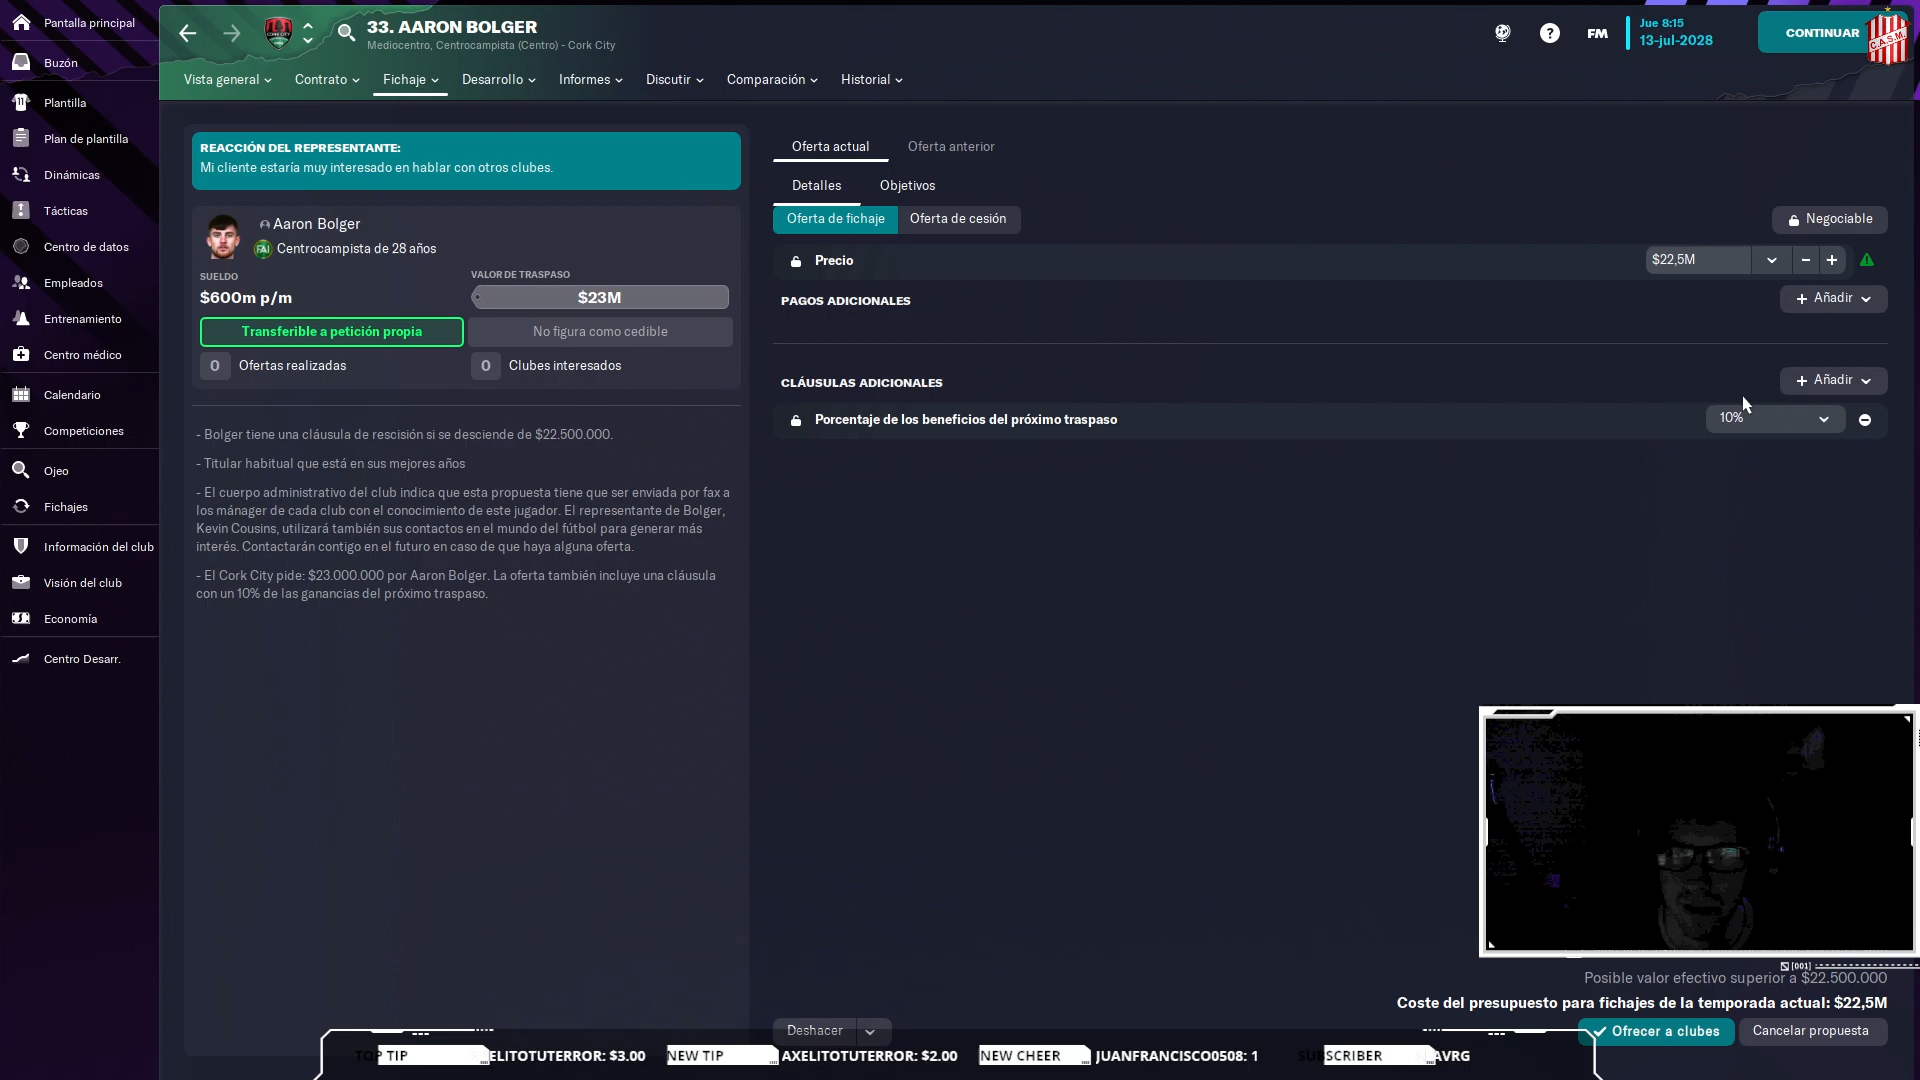 Pantalla principal
Buzón
Plantilla
Plan de plantilla
Dinámicas
Tácticas
Centro de datos
Empleados
Entrenamiento
Centro médico
Calendario
Competiciones
Ojeo
Fichajes
Información del club
Visión del club
Economía
Centro Desarr.
33. AARON BOLGER
Mediocentro, Centrocampista (Centro) - Cork City
FM
Jue 8:15
13-jul-2028
CONTINUAR
C.A.S.M.
Vista general
Contrato
Fichaje
Desarrollo
Informes
Discutir
Comparación
Historial
REACCIÓN DEL REPRESENTANTE:
Mi cliente estaría muy interesado en hablar con otros clubes.
Aaron Bolger
FAI
Centrocampista de 28 años
SUELDO
VALOR DE TRASPASO
$600m p/m
$23M
Transferible a petición propia
No figura como cedible
0 Ofertas realizadas
0 Clubes interesados
- Bolger tiene una cláusula de rescisión si se desciende de $22.500.000.
- Titular habitual que está en sus mejores años
- El cuerpo administrativo del club indica que esta propuesta tiene que ser enviada por fax a
los mánager de cada club con el conocimiento de este jugador. El representante de Bolger,
Kevin Cousins, utilizará también sus contactos en el mundo del fútbol para generar más
interés. Contactarán contigo en el futuro en caso de que haya alguna oferta.
- El Cork City pide: $23.000.000 por Aaron Bolger. La oferta también incluye una cláusula
con un 10% de las ganancias del próximo traspaso.
Oferta actual
Oferta anterior
Detalles
Objetivos
Oferta de fichaje
Oferta de cesión
Negociable
Precio
$22,5M
PAGOS ADICIONALES
Añadir
CLÁUSULAS ADICIONALES
Añadir
Porcentaje de los beneficios del próximo traspaso
10%
[001]
Posible valor efectivo superior a $22.500.000
Coste del presupuesto para fichajes de la temporada actual: $22,5M
Deshacer
Ofrecer a clubes
Cancelar propuesta
TOP TIP
ELITOTUTERROR: $3.00
NEW TIP
AXELITOTUTERROR: $2.00
NEW CHEER
JUANFRANCISCO0508: 1
SUBSCRIBER
AVRG